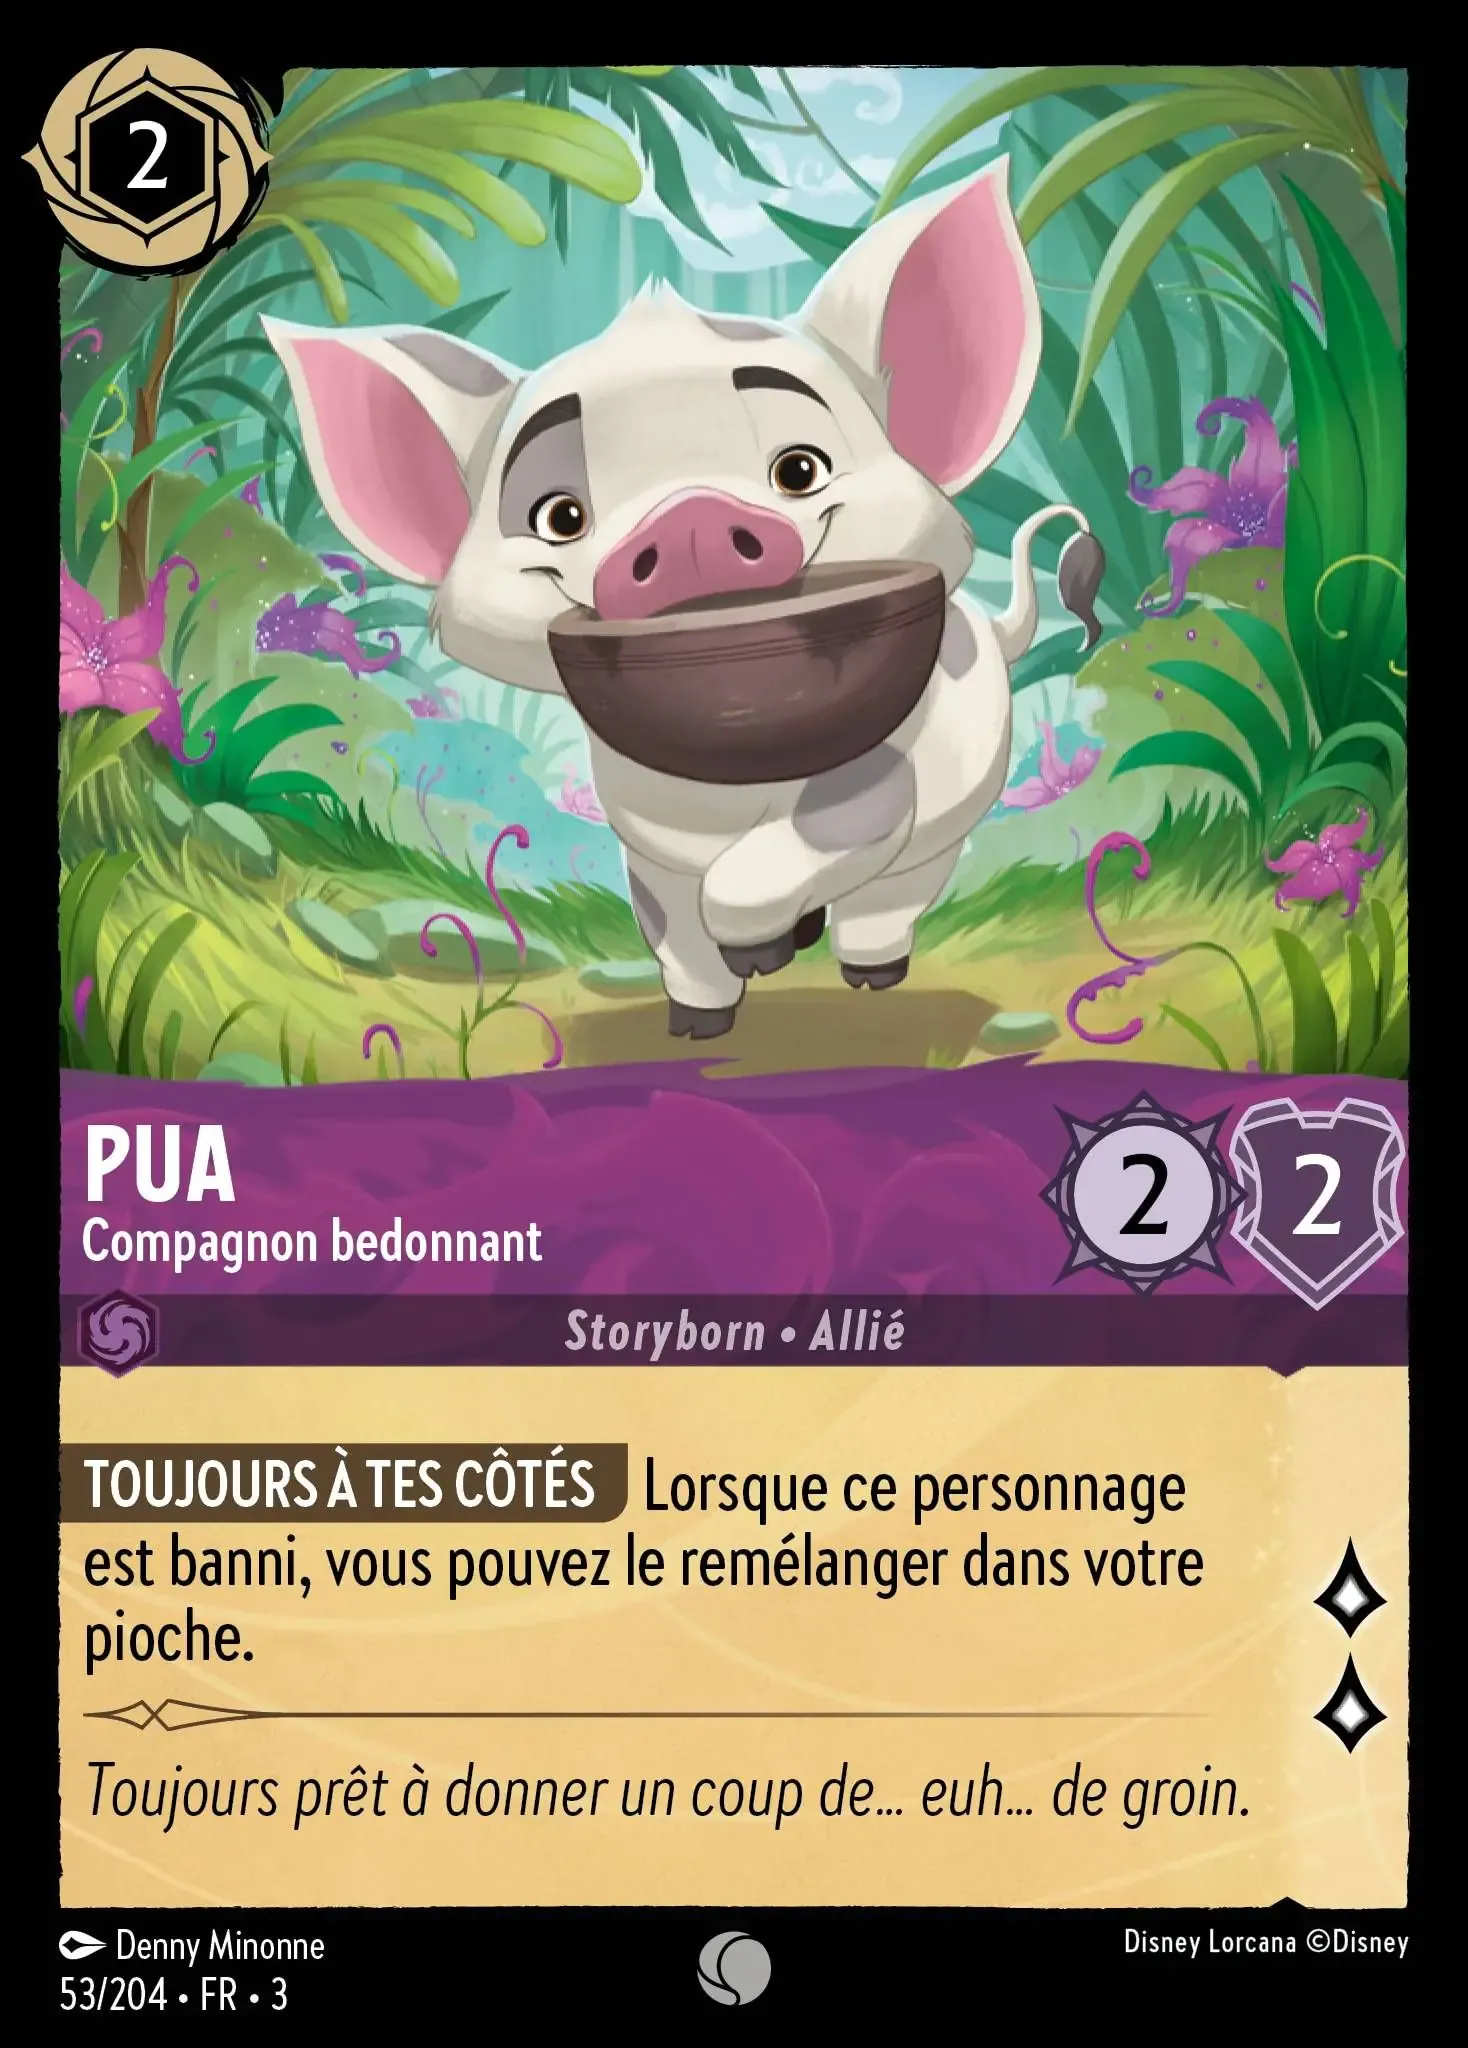 2
PUA
Compagnon bedonnant
2 2
Storyborn • Allié
TOUJOURS À TES CÔTÉS Lorsque ce personnage
est banni, vous pouvez le remélanger dans votre
pioche.
Toujours prêt à donner un coup de... euh... de groin.
Denny Minonne
53/204 • FR • 3
Disney Lorcana ©Disney